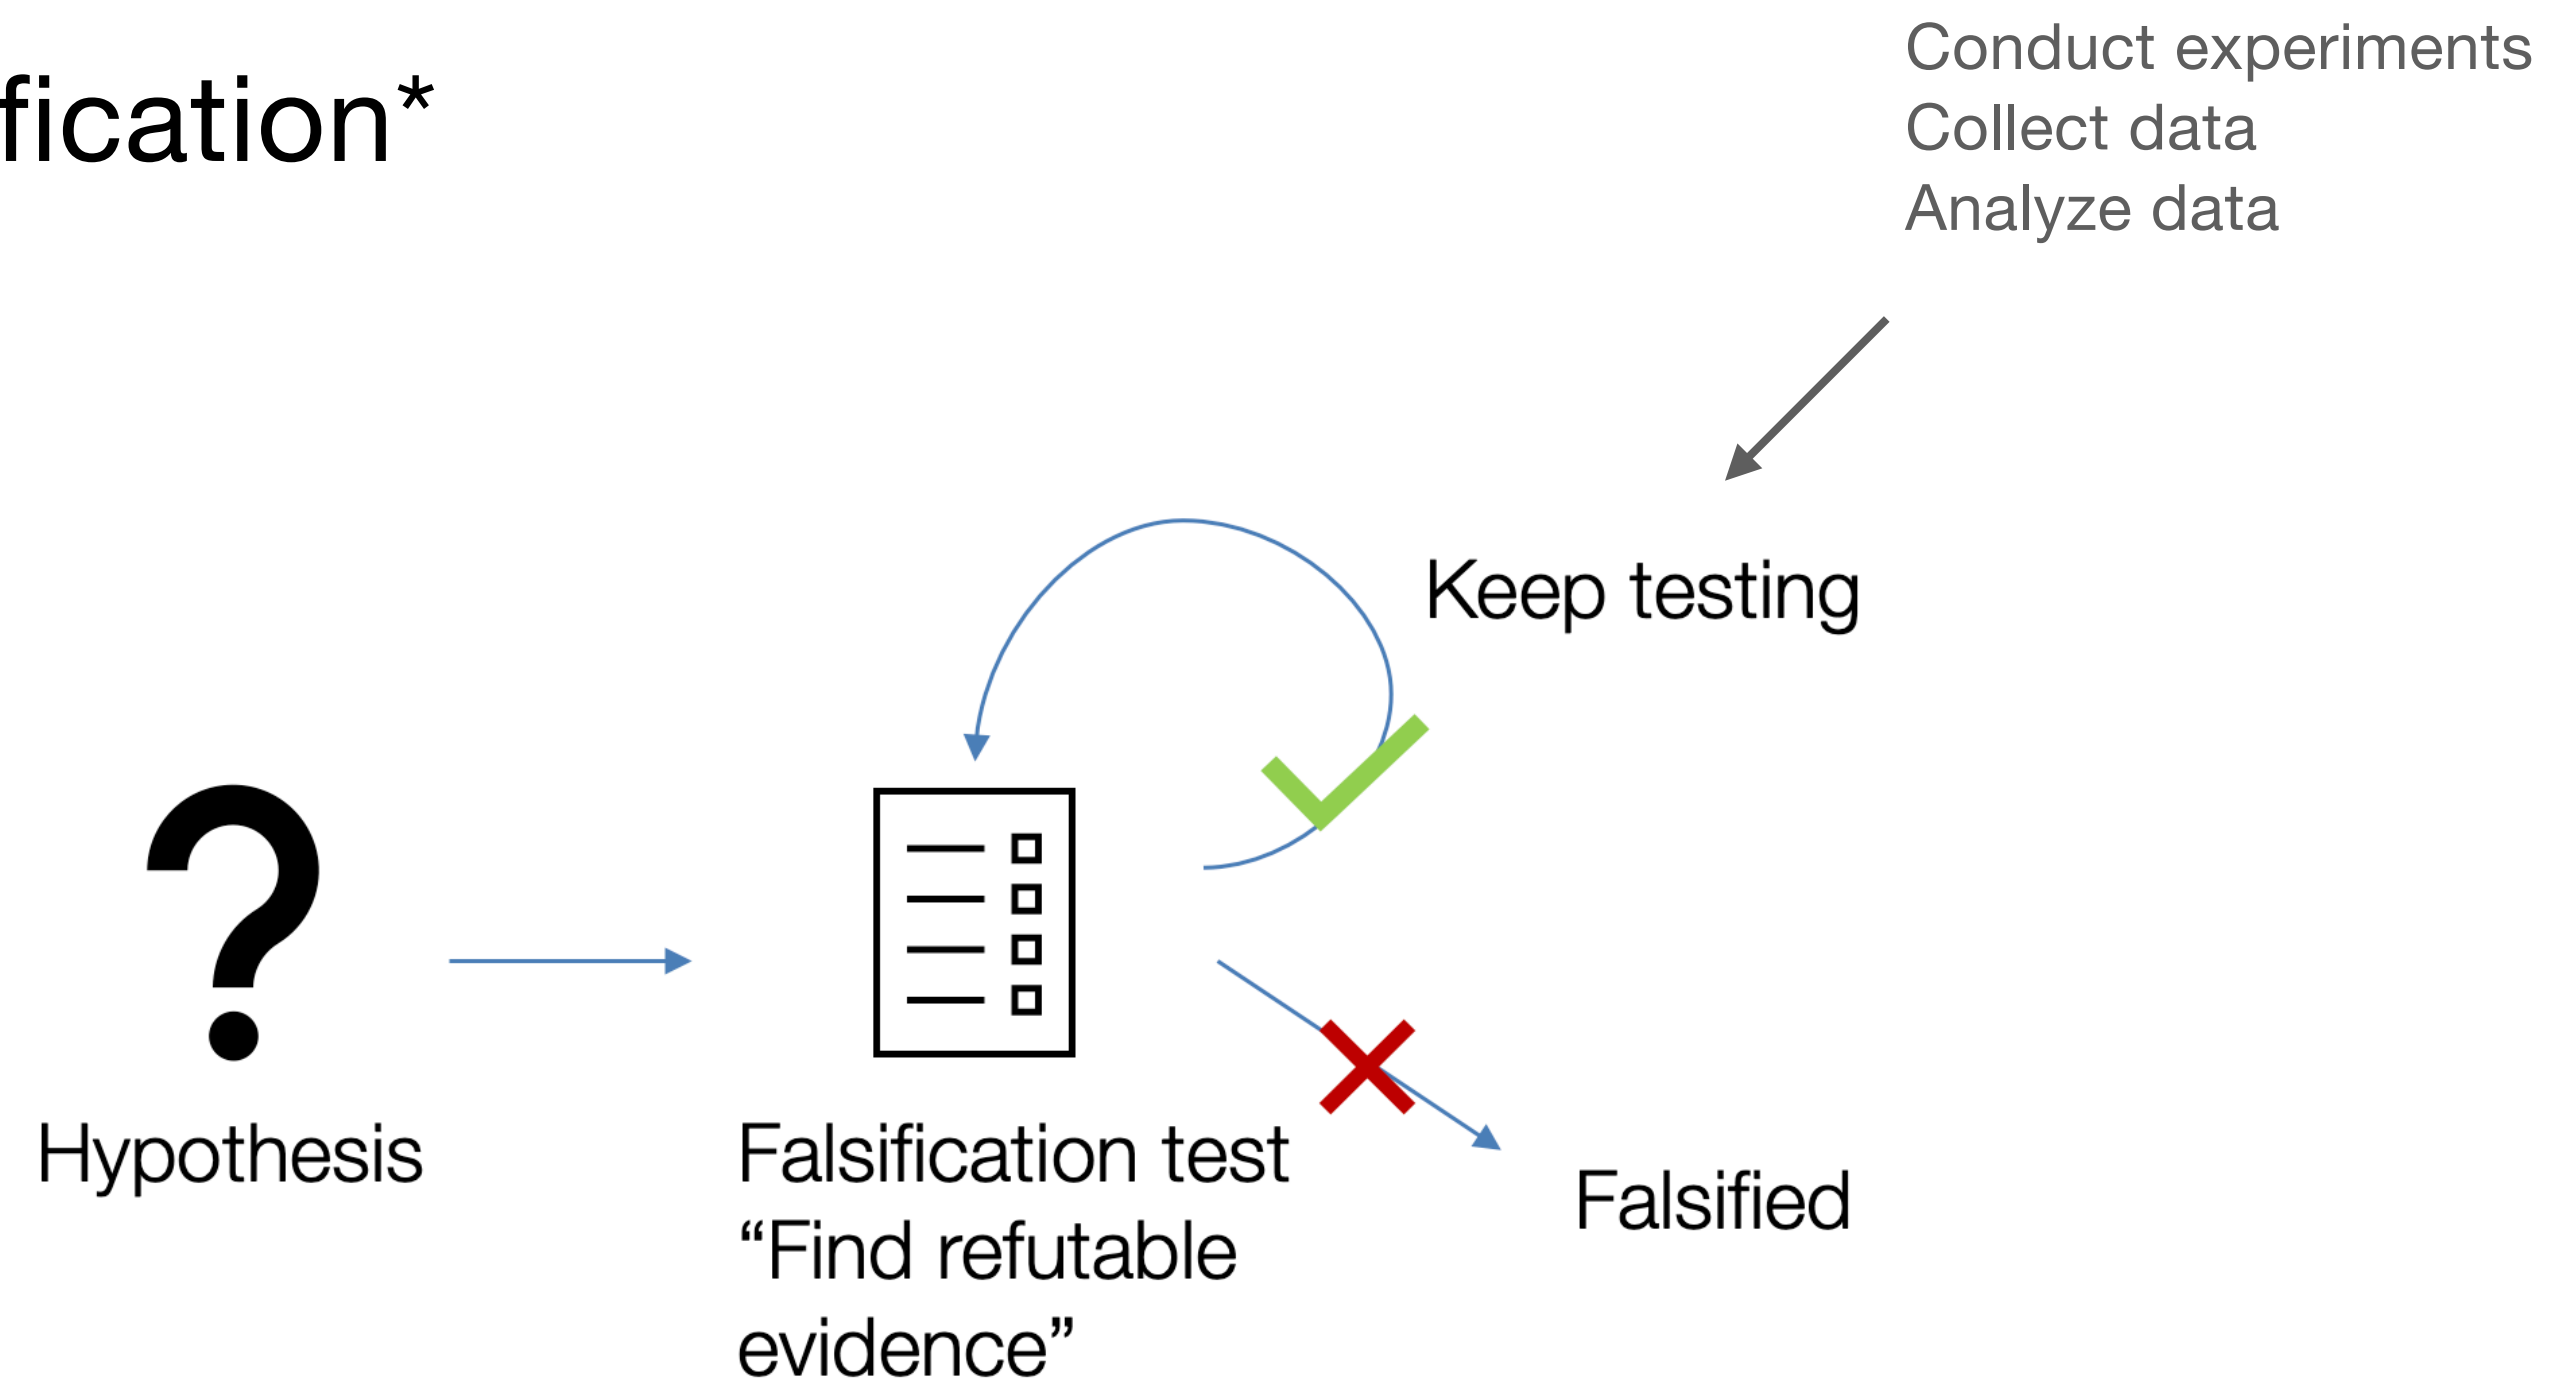 fication*
Conduct experiments
Collect data
Analyze data
Keep testing
Hypothesis
Falsification test
“Find refutable
evidence”
Falsified